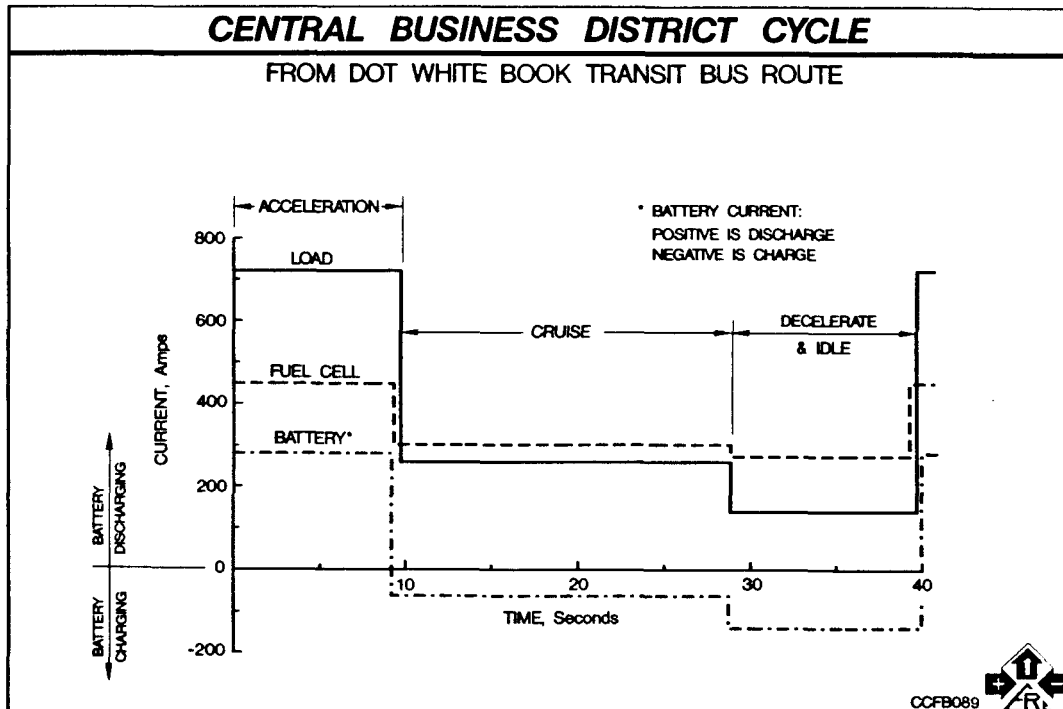 CENTRAL BUSINESS DISTRICT CYCLE
FROM DOT WHITE BOOK TRANSIT BUS ROUTE
ACCELERATION
* BATTERY CURRENT:
POSITIVE IS DISCHARGE
NEGATIVE IS CHARGE
800
LOAD
600
CRUISE
DECELERATE
& IDLE
FUEL CELL
400
BATTERY*
CURRENT, Amps
200
BATTERY
DISCHARGING
0
10
20
30
40
BATTERY
CHARGING
TIME, Seconds
-200
CCFB089
+
R